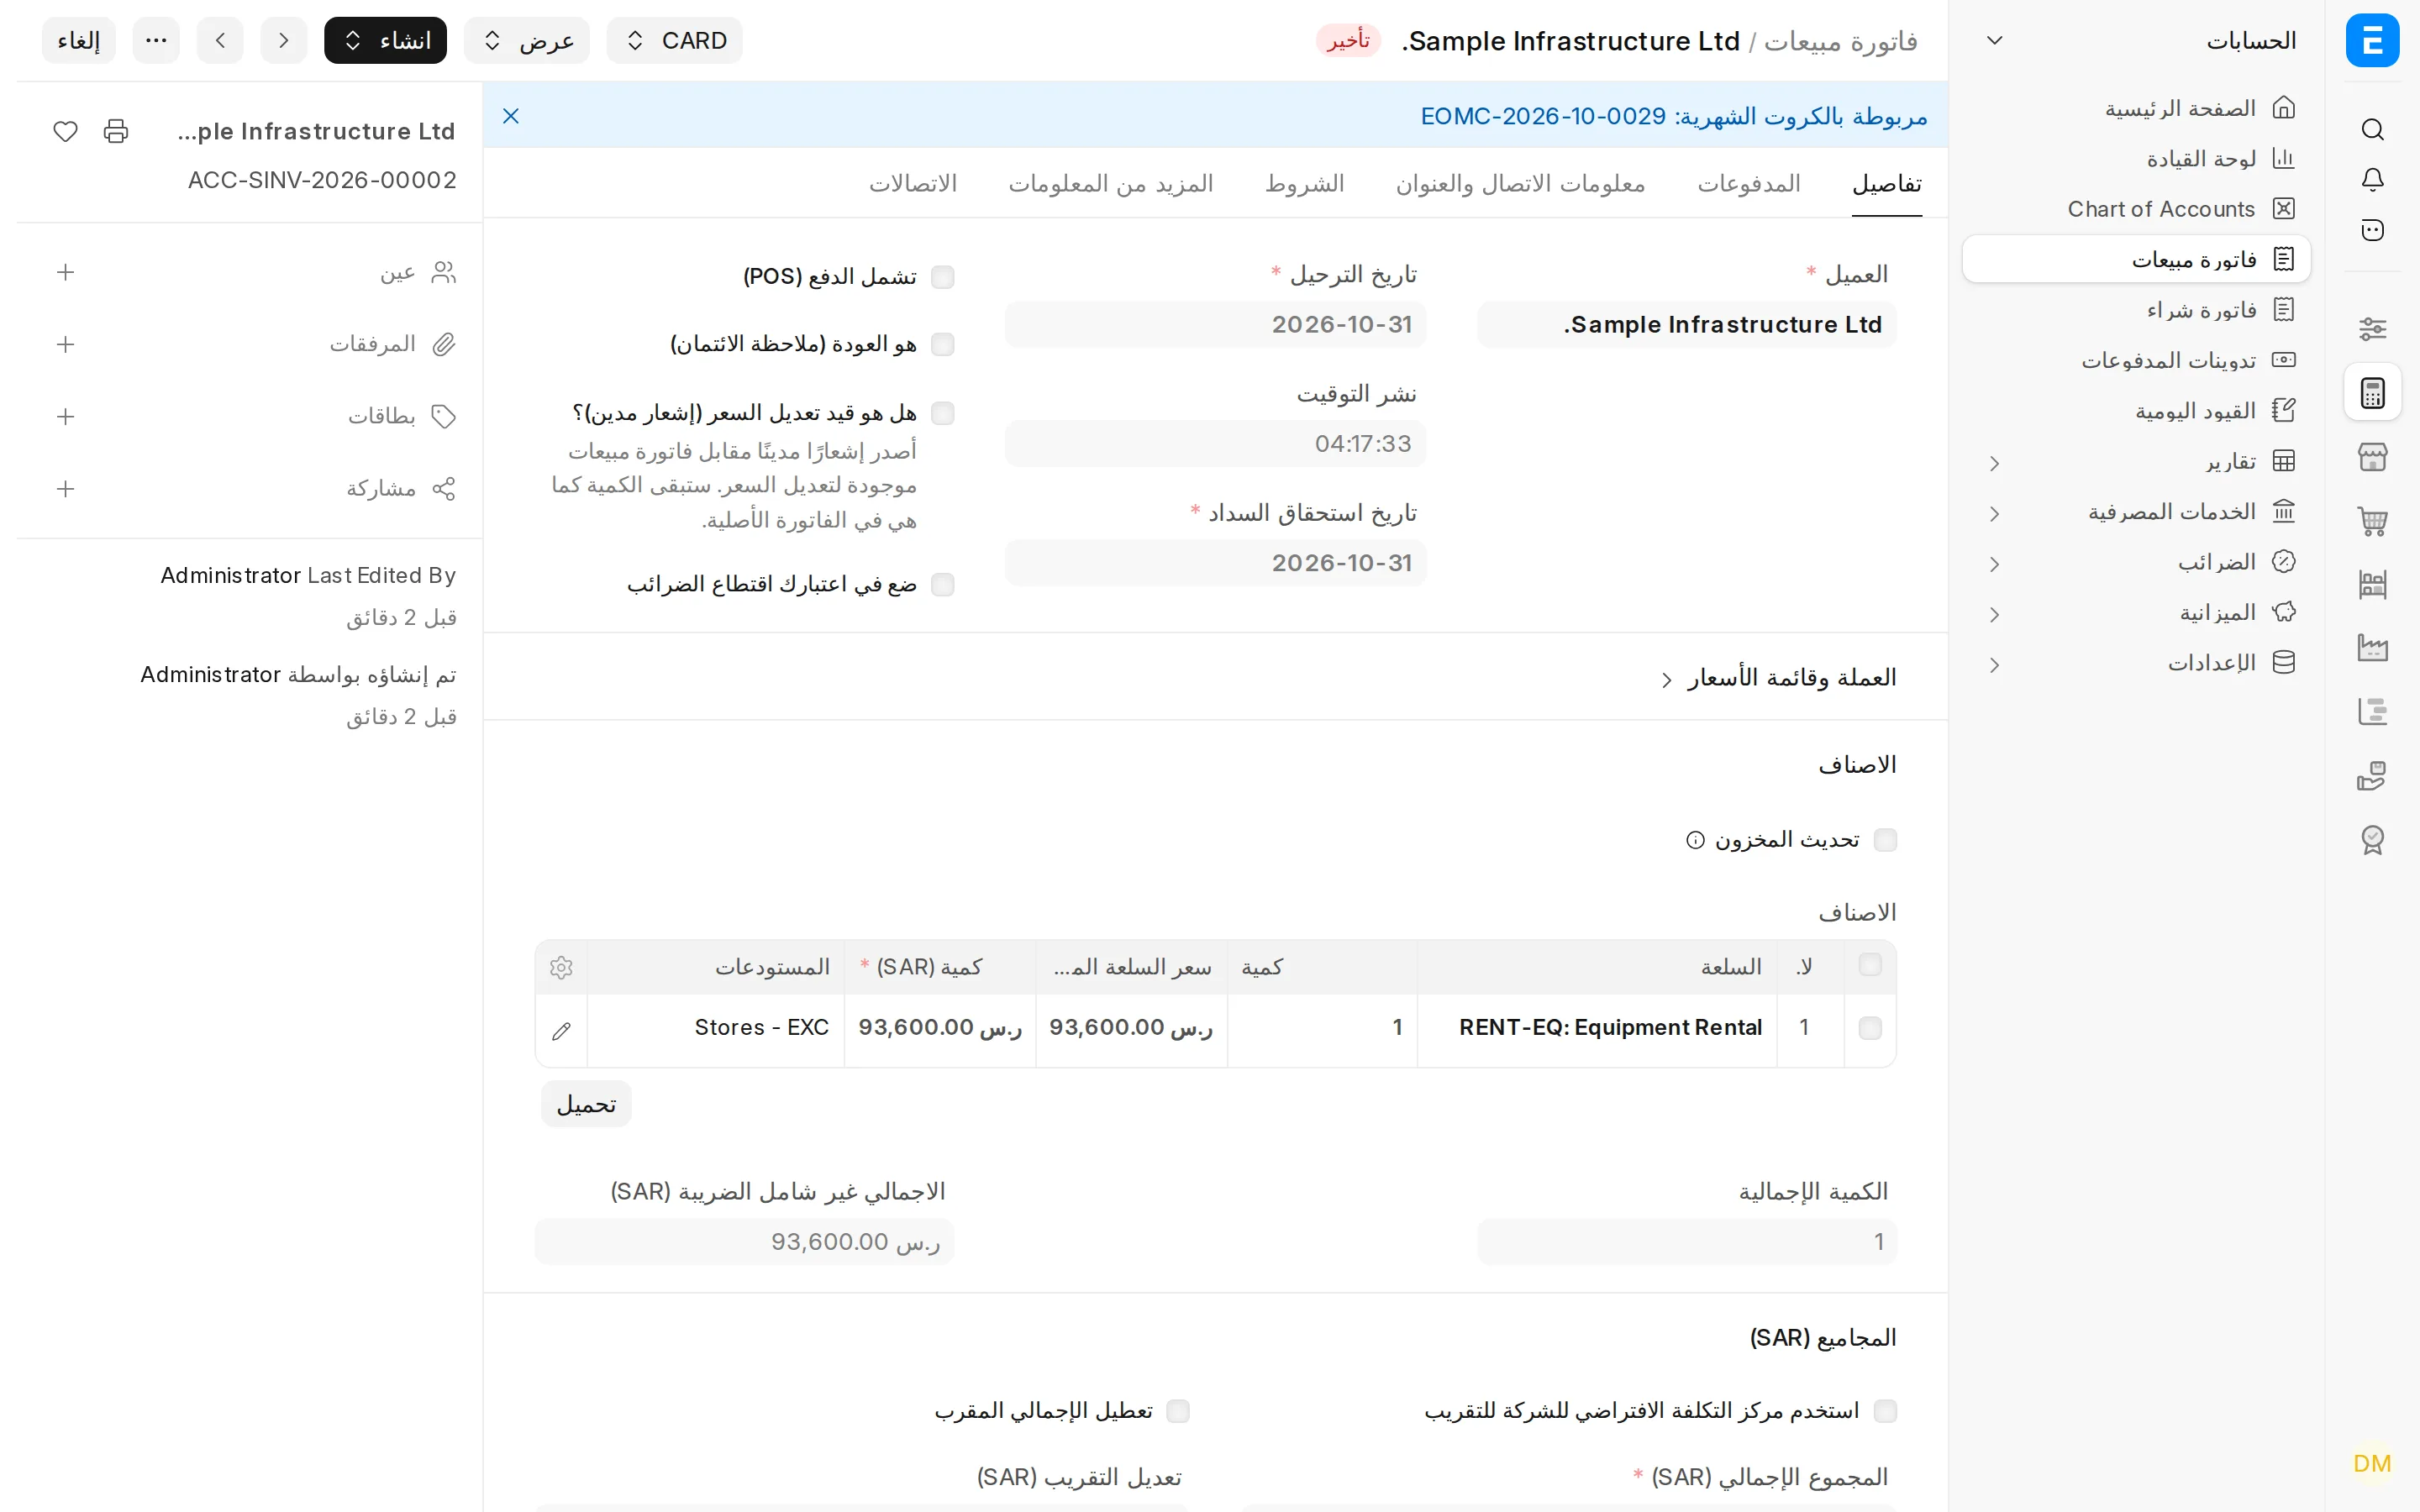 الحسابات
الصفحة الرئيسية
لوحة القيادة
Chart of Accounts
فاتورة مبيعات
فاتورة شراء
تدوينات المدفوعات
القيود اليومية
تقارير
الخدمات المصرفية
الضرائب
الميزانية
الإعدادات
DM
فاتورة مبيعات / Sample Infrastructure Ltd. تأخير
CARD
عرض
انشاء
إلغاء
مربوطة بالكروت الشهرية: EOMC-2026-10-0029
تفاصيل
المدفوعات
معلومات الاتصال والعنوان
الشروط
المزيد من المعلومات
الاتصالات
العميل *
Sample Infrastructure Ltd.
تاريخ الترحيل *
2026-10-31
نشر التوقيت
04:17:33
تاريخ استحقاق السداد *
2026-10-31
تشمل الدفع (POS)
هو العودة (ملاحظة الائتمان)
هل هو قيد تعديل السعر (إشعار مدين)؟
أصدر إشعارًا مدينًا مقابل فاتورة مبيعات
موجودة لتعديل السعر. ستبقى الكمية كما
هي في الفاتورة الأصلية.
ضع في اعتبارك اقتطاع الضرائب
العملة وقائمة الأسعار
الاصناف
تحديث المخزون
الاصناف
لا. السلعة كمية سعر السلعة الم... كمية (SAR) * المستودعات
1 RENT-EQ: Equipment Rental 1 ر.س 93,600.00 ر.س 93,600.00 Stores - EXC
تحميل
الكمية الإجمالية
1
الاجمالي غير شامل الضريبة (SAR)
ر.س 93,600.00
المجاميع (SAR)
استخدم مركز التكلفة الافتراضي للشركة للتقريب
تعطيل الإجمالي المقرب
المجموع الإجمالي (SAR) *
تعديل التقريب (SAR)
...ple Infrastructure Ltd
ACC-SINV-2026-00002
عين
المرفقات
بطاقات
مشاركة
Administrator Last Edited By
قبل 2 دقائق
تم إنشاؤه بواسطة Administrator
قبل 2 دقائق